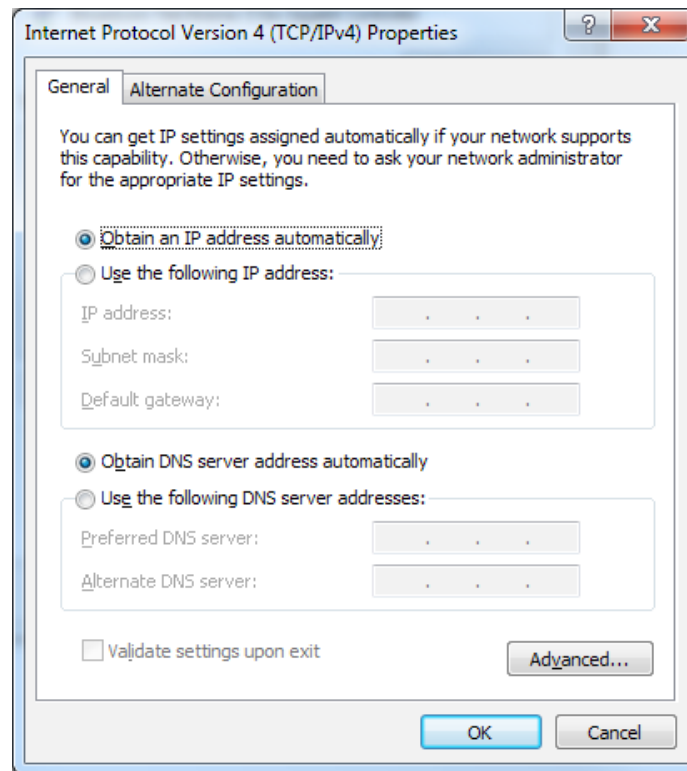 Internet Protocol Version 4 (TCP/IPv4) Properties
General
Alternate Configuration
You can get IP settings assigned automatically if your network supports
this capability. Otherwise, you need to ask your network administrator
for the appropriate IP settings.
Obtain an IP address automatically
Use the following IP address:
IP address:
Subnet mask:
Default gateway:
Obtain DNS server address automatically
Use the following DNS server addresses:
Preferred DNS server:
Alternate DNS server:
Validate settings upon exit
Advanced...
OK
Cancel